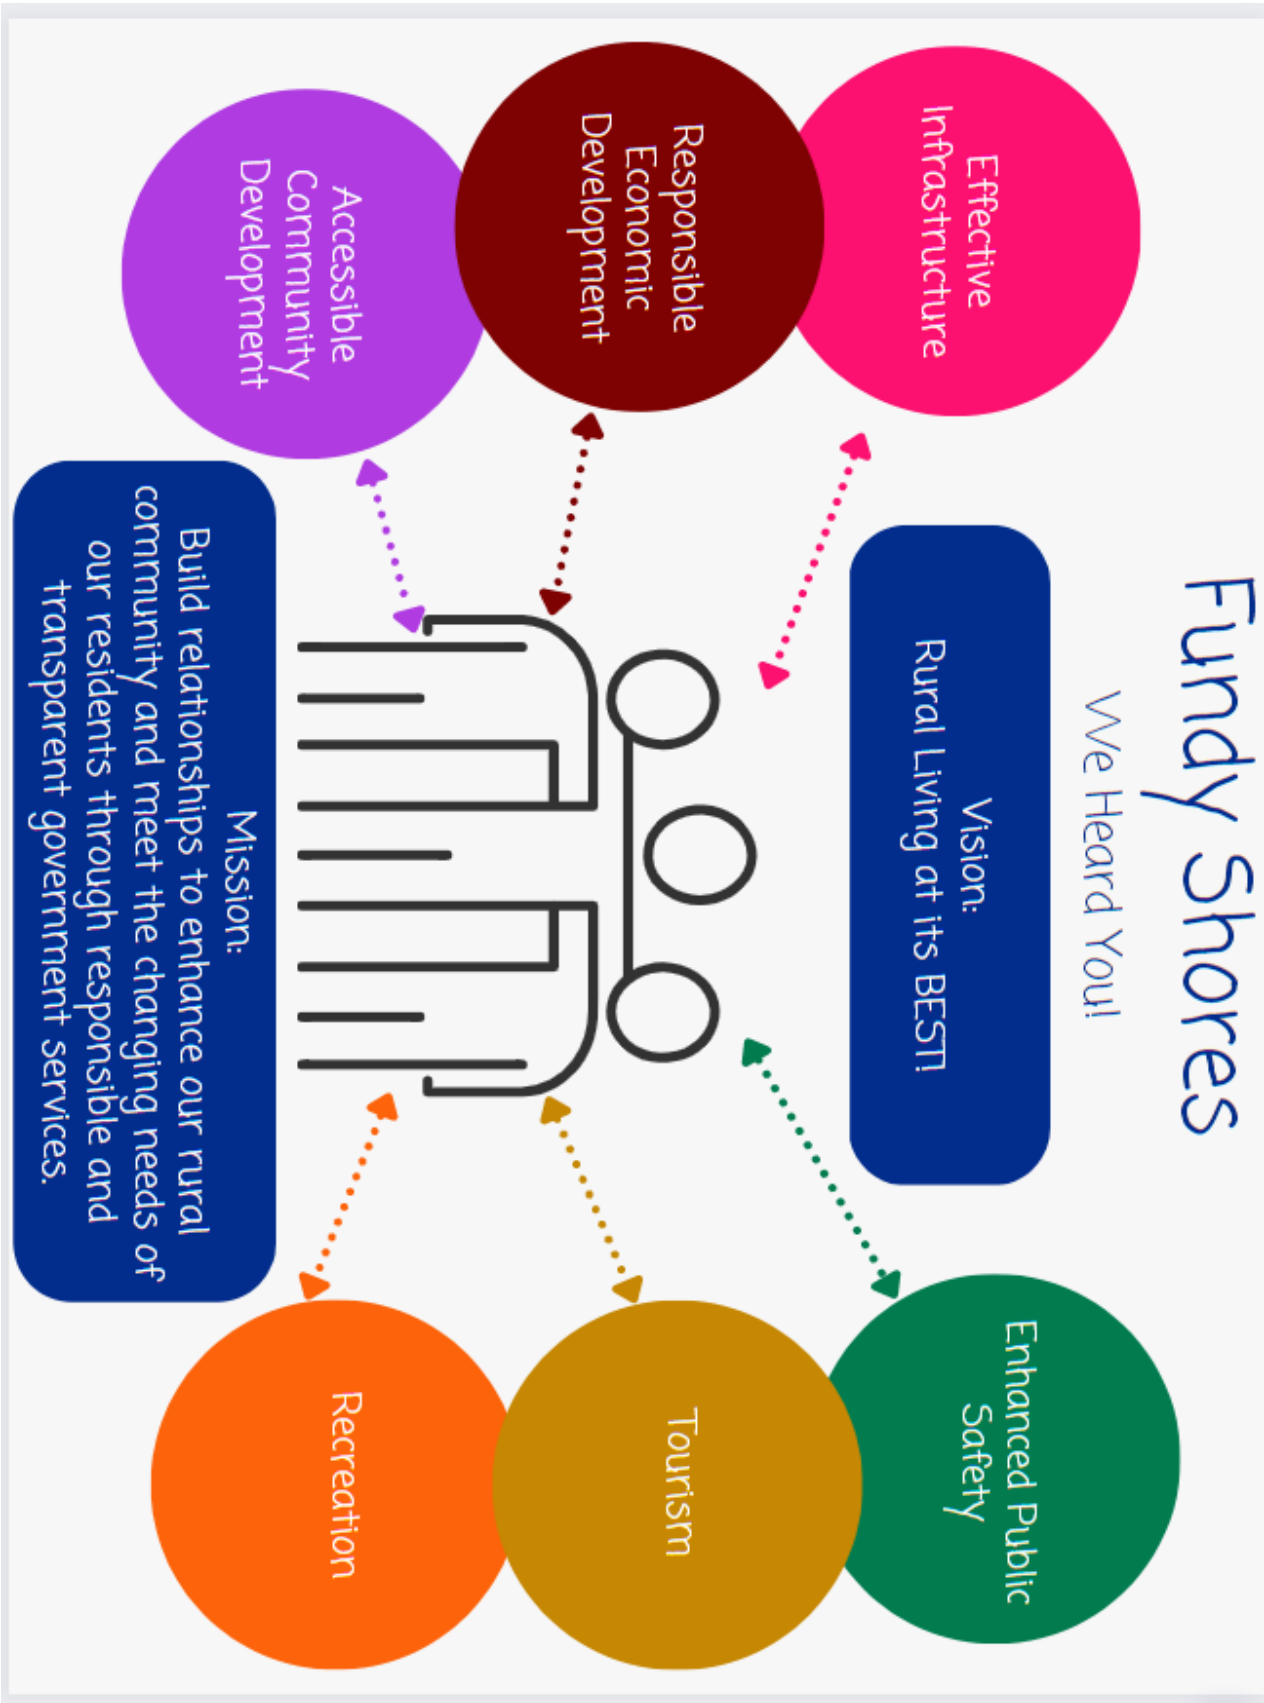 Fundy Shores
We Heard You!
Vision:
Rural Living at its BEST!
Effective
Infrastructure
Responsible
Economic
Development
Accessible
Community
Development
Enhanced Public
Safety
Tourism
Recreation
Mission:
Build relationships to enhance our rural
community and meet the changing needs of
our residents through responsible and
transparent government services.